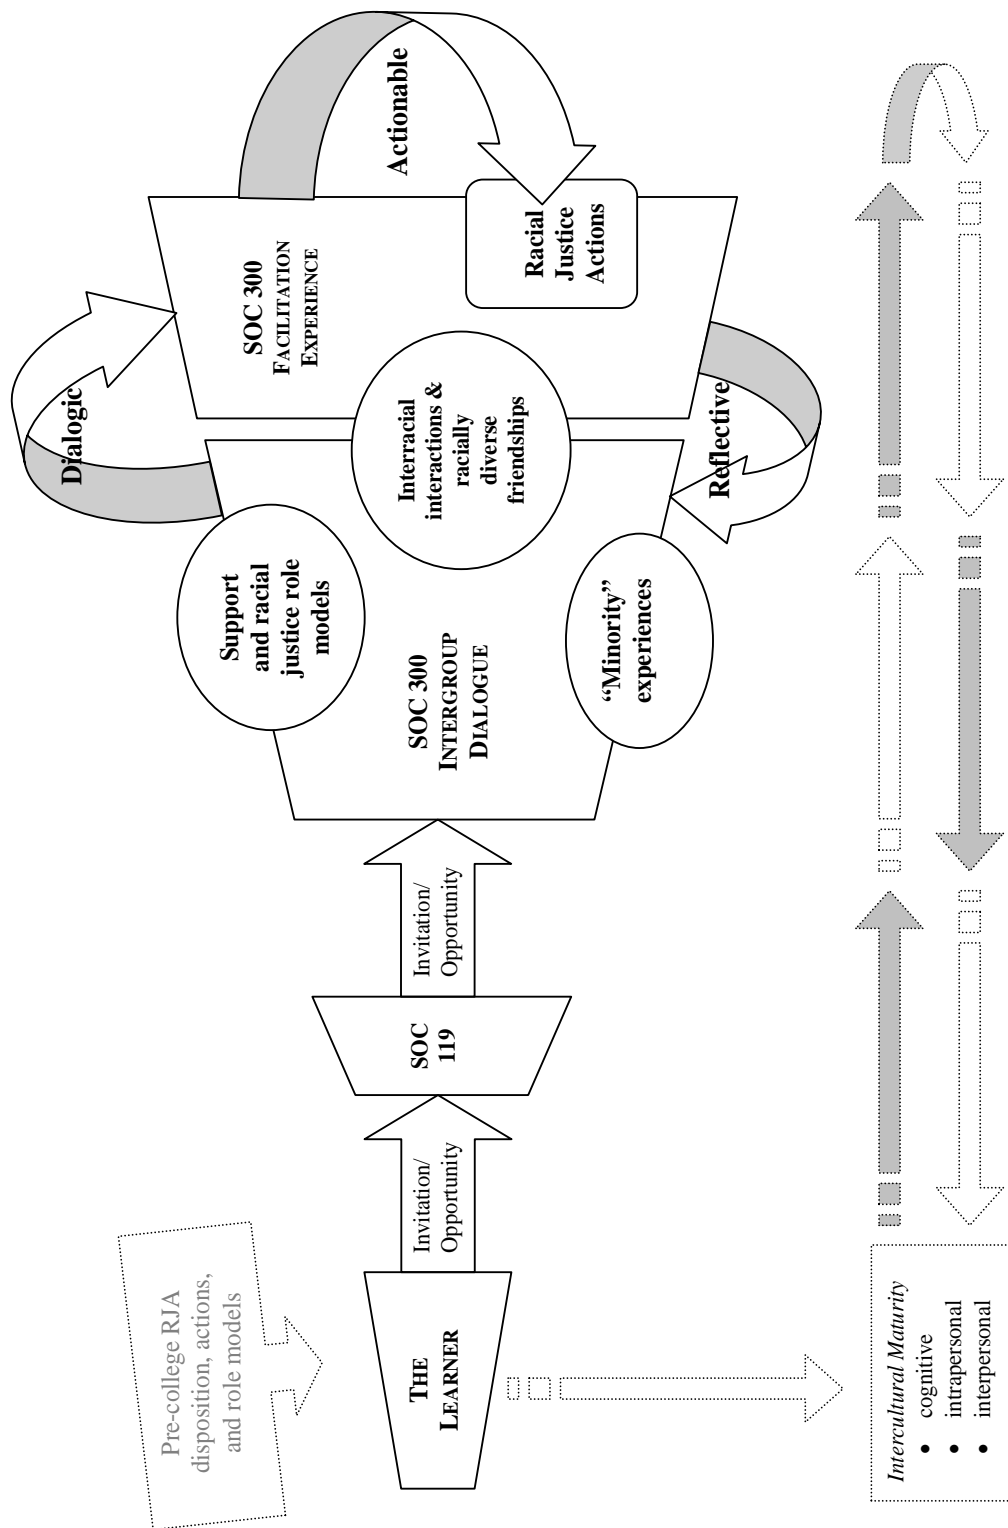 Pre-college RJA
disposition, actions,
and role models
THE
LEARNER
Invitation/
Opportunity
SOC
119
Invitation/
Opportunity
SOC 300
INTERGROUP
DIALOGUE
Support
and racial
justice role
models
"Minority"
experiences
Interracial
interactions &
racially
diverse
friendships
Dialogic
Reflective
SOC 300
FACILITATION
EXPERIENCE
Racial
Justice
Actions
Actionable
Intercultural Maturity
• cognitive
• intrapersonal
• interpersonal